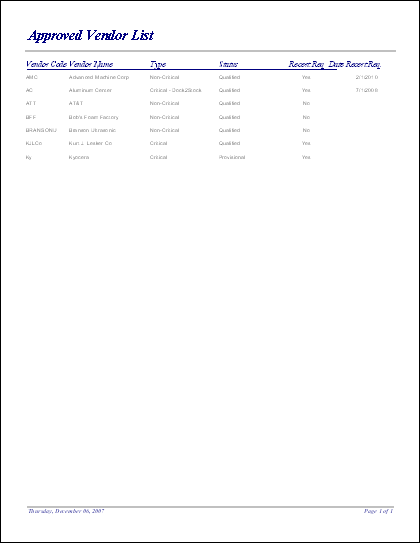 Approved Vendor List
Vendor Code Vendor Name Type Status Recert Req. Date Recert Req.
AMC Advanced Machine Corp Non-Critical Qualified Yes 2/1/2010
AC Aluminum Center Critical - Dock2Stock Qualified Yes 7/1/2008
ATT AT&T Non-Critical Qualified No
BFF Bob's Foam Factory Non-Critical Qualified No
BRANSONU Branson Ultrasonic Non-Critical Qualified No
KJLCo Kurt J. Lesker Co Critical Qualified Yes
Ky Kyocera Critical Provisional Yes
Thursday, December 06, 2007 Page 1 of 1